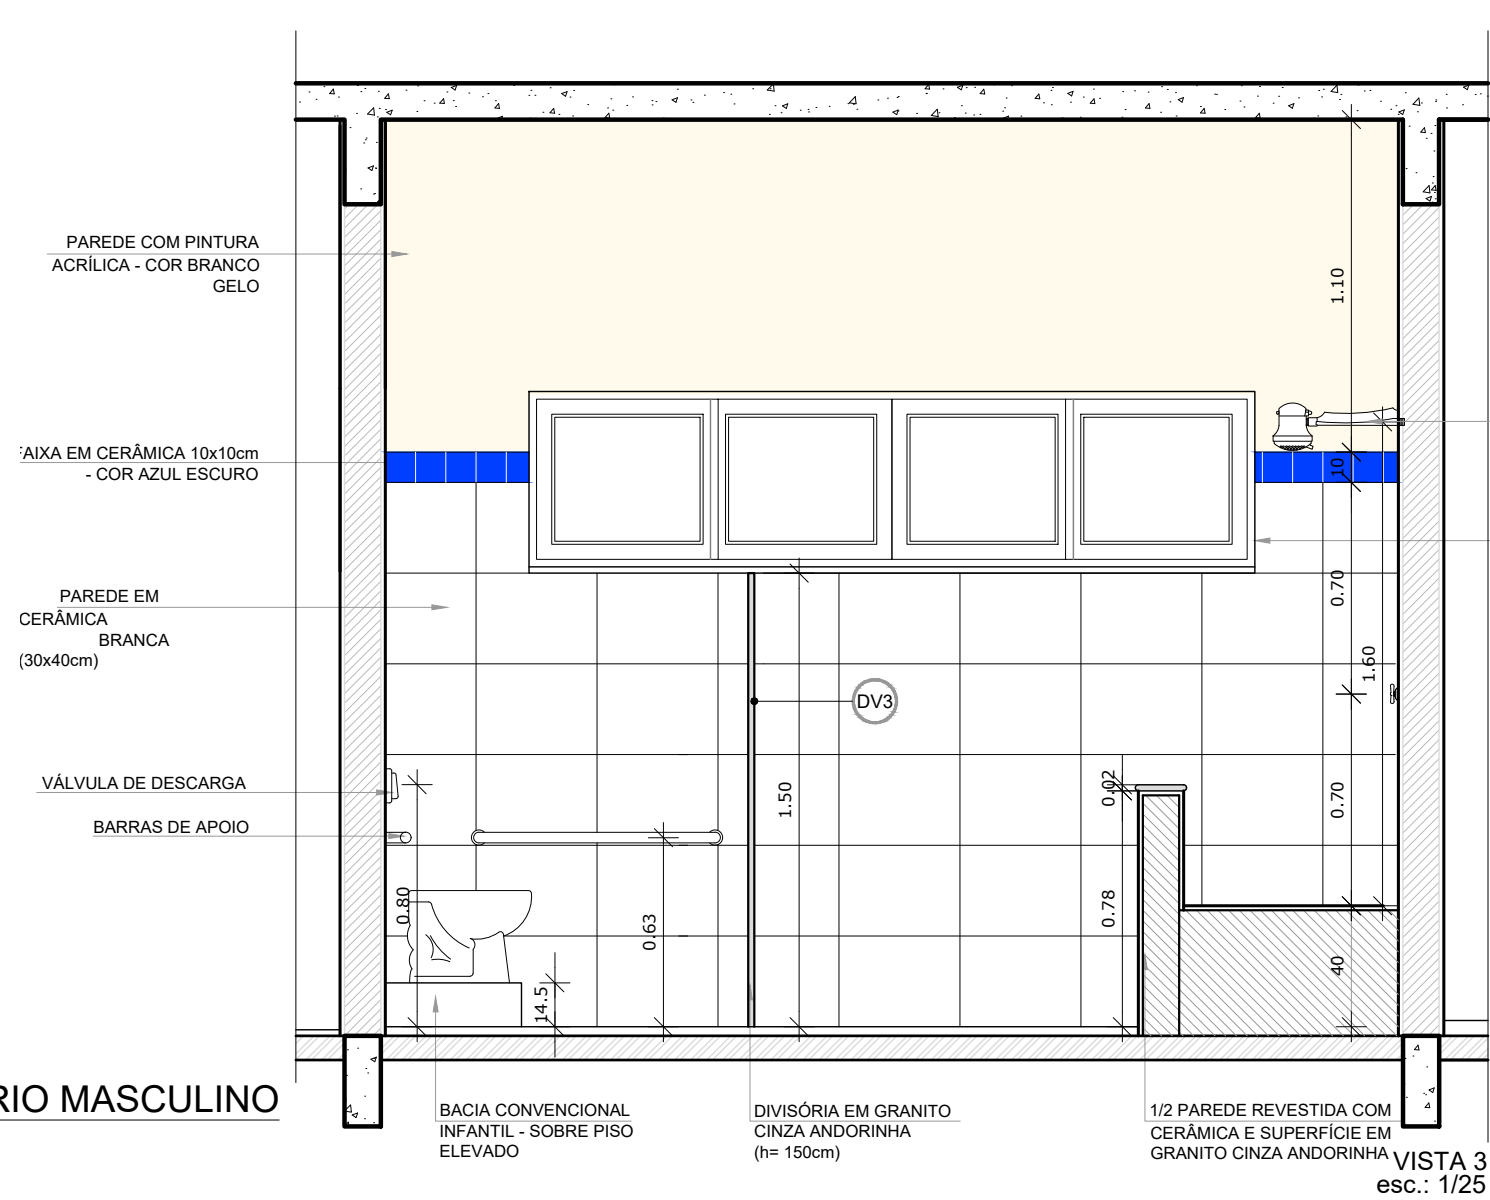 PAREDE COM PINTURA
ACRÍLICA - COR BRANCO
GELO
1.10
FAIXA EM CERÂMICA 10x10cm
- COR AZUL ESCURO
10
PAREDE EM
CERÂMICA
BRANCA
(30x40cm)
0.70
1.60
DV3
VÁLVULA DE DESCARGA
BARRAS DE APOIO
1.50
0.02
0.70
0.80
0.63
0.78
14.5
40
RIO MASCULINO
BACIA CONVENCIONAL
INFANTIL - SOBRE PISO
ELEVADO
DIVISÓRIA EM GRANITO
CINZA ANDORINHA
(h= 150cm)
1/2 PAREDE REVESTIDA COM
CERÂMICA E SUPERFÍCIE EM
GRANITO CINZA ANDORINHA
VISTA 3
esc.: 1/25